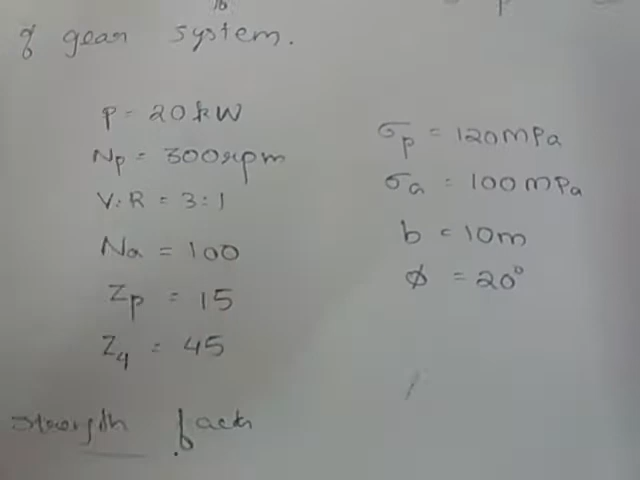 of gear system.
P = 20 kW
Np = 300 rpm
V.R = 3:1
Na = 100
Zp = 15
Zq = 45
σp = 120 mPa
σa = 100 mPa
b = 10m
ϕ = 20°
Strength fact